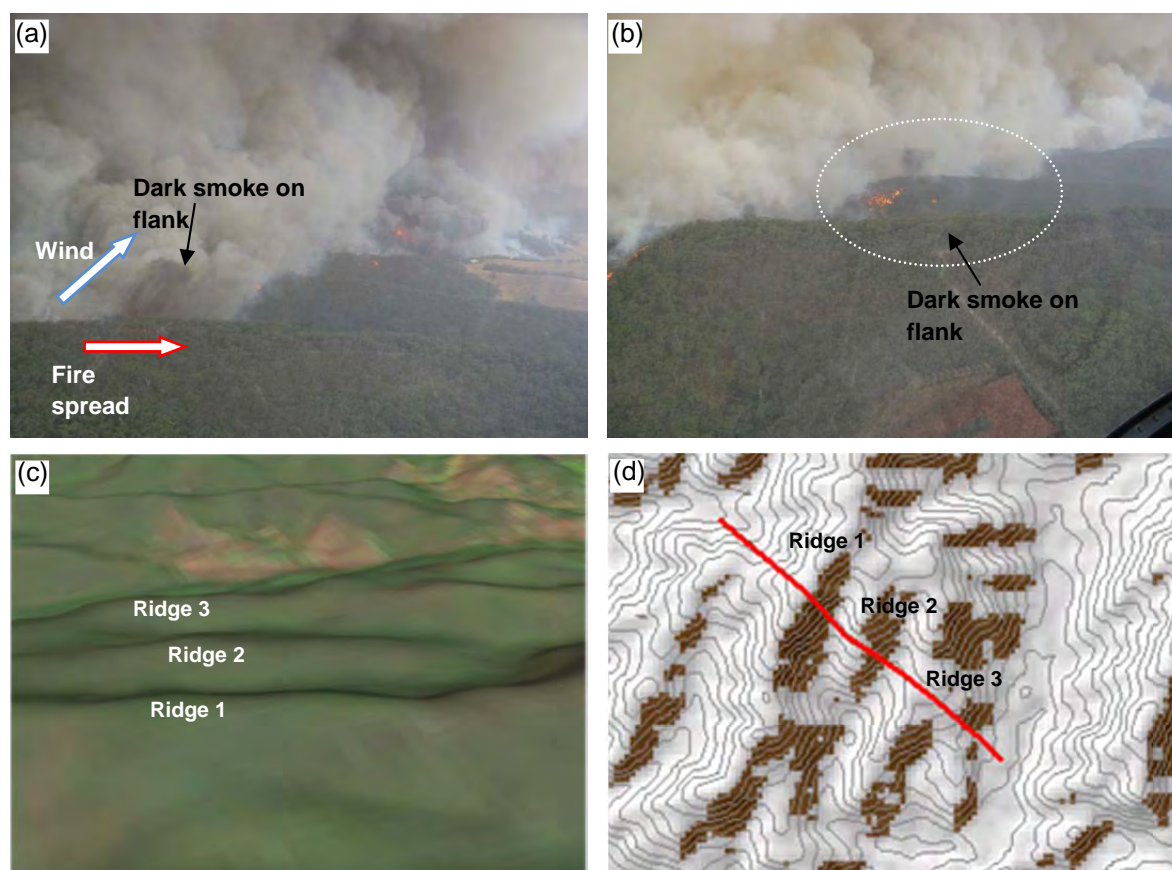 (a)
Dark smoke on
flank
Wind
Fire
spread
(b)
Dark smoke on
flank
(c)
Ridge 3
Ridge 2
Ridge 1
(d)
Ridge 1
Ridge 2
Ridge 3